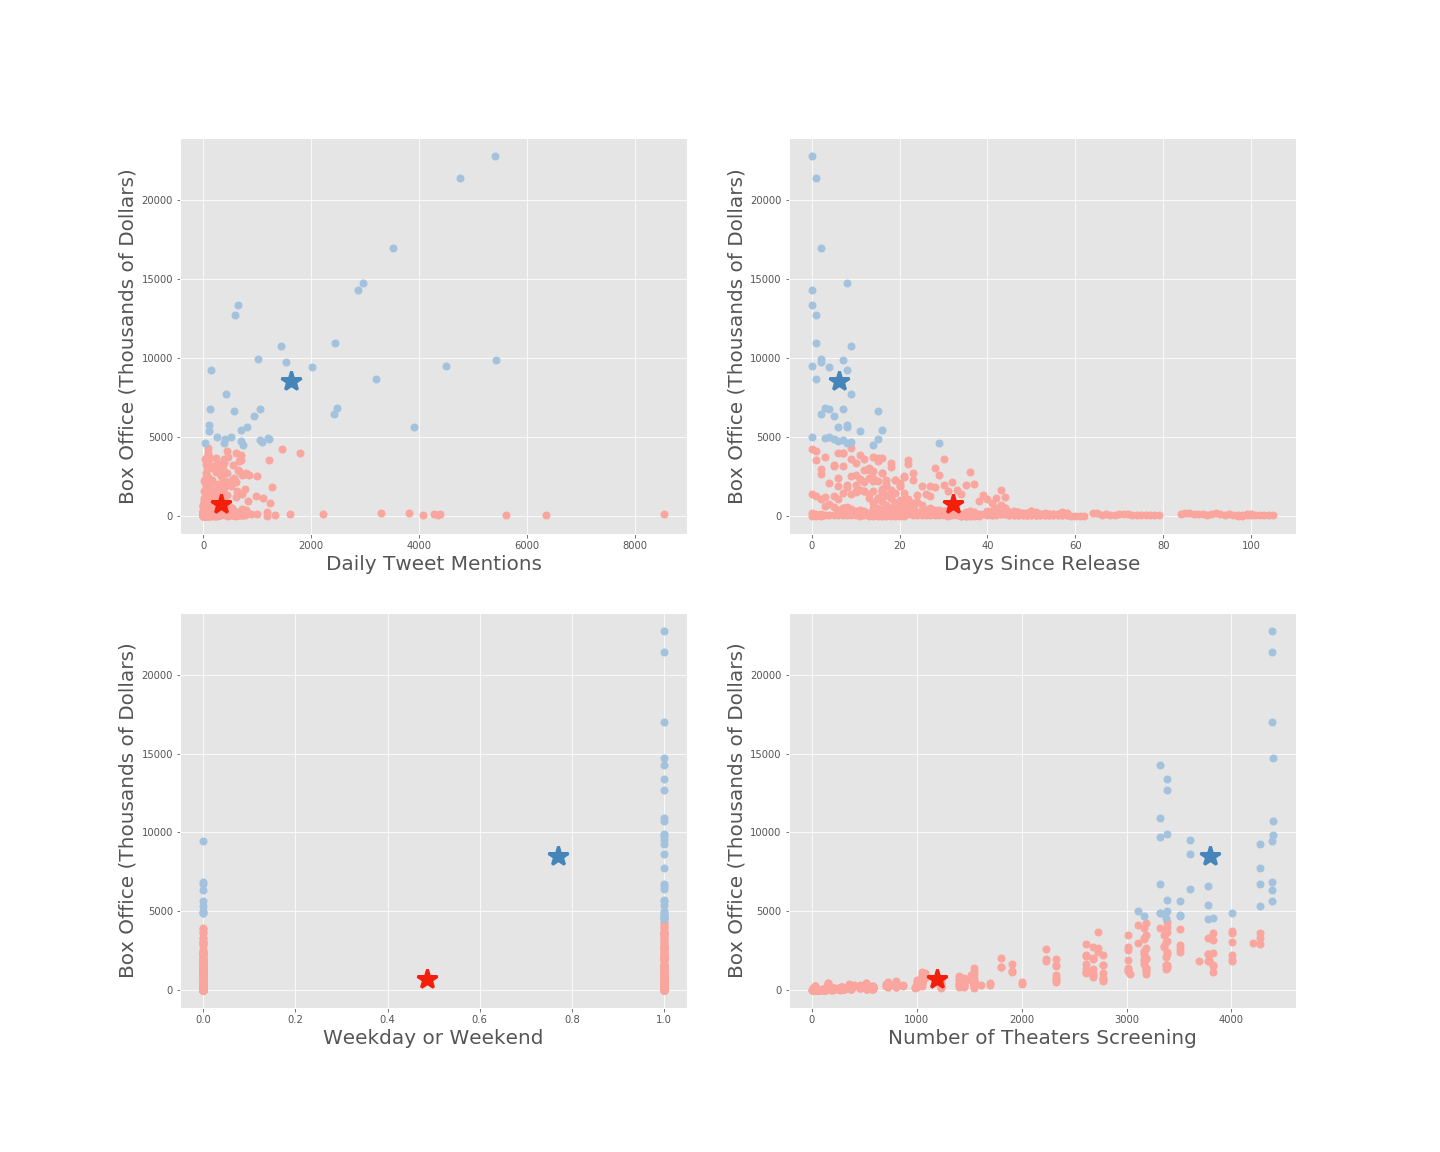 Box Office (Thousands of Dollars)
20000
15000
10000
5000
0
0 2000 4000 6000 8000
Daily Tweet Mentions
Box Office (Thousands of Dollars)
20000
15000
10000
5000
0
0 20 40 60 80 100
Days Since Release
Box Office (Thousands of Dollars)
20000
15000
10000
5000
0
0.0 0.2 0.4 0.6 0.8 1.0
Weekday or Weekend
Box Office (Thousands of Dollars)
20000
15000
10000
5000
0
0 1000 2000 3000 4000
Number of Theaters Screening